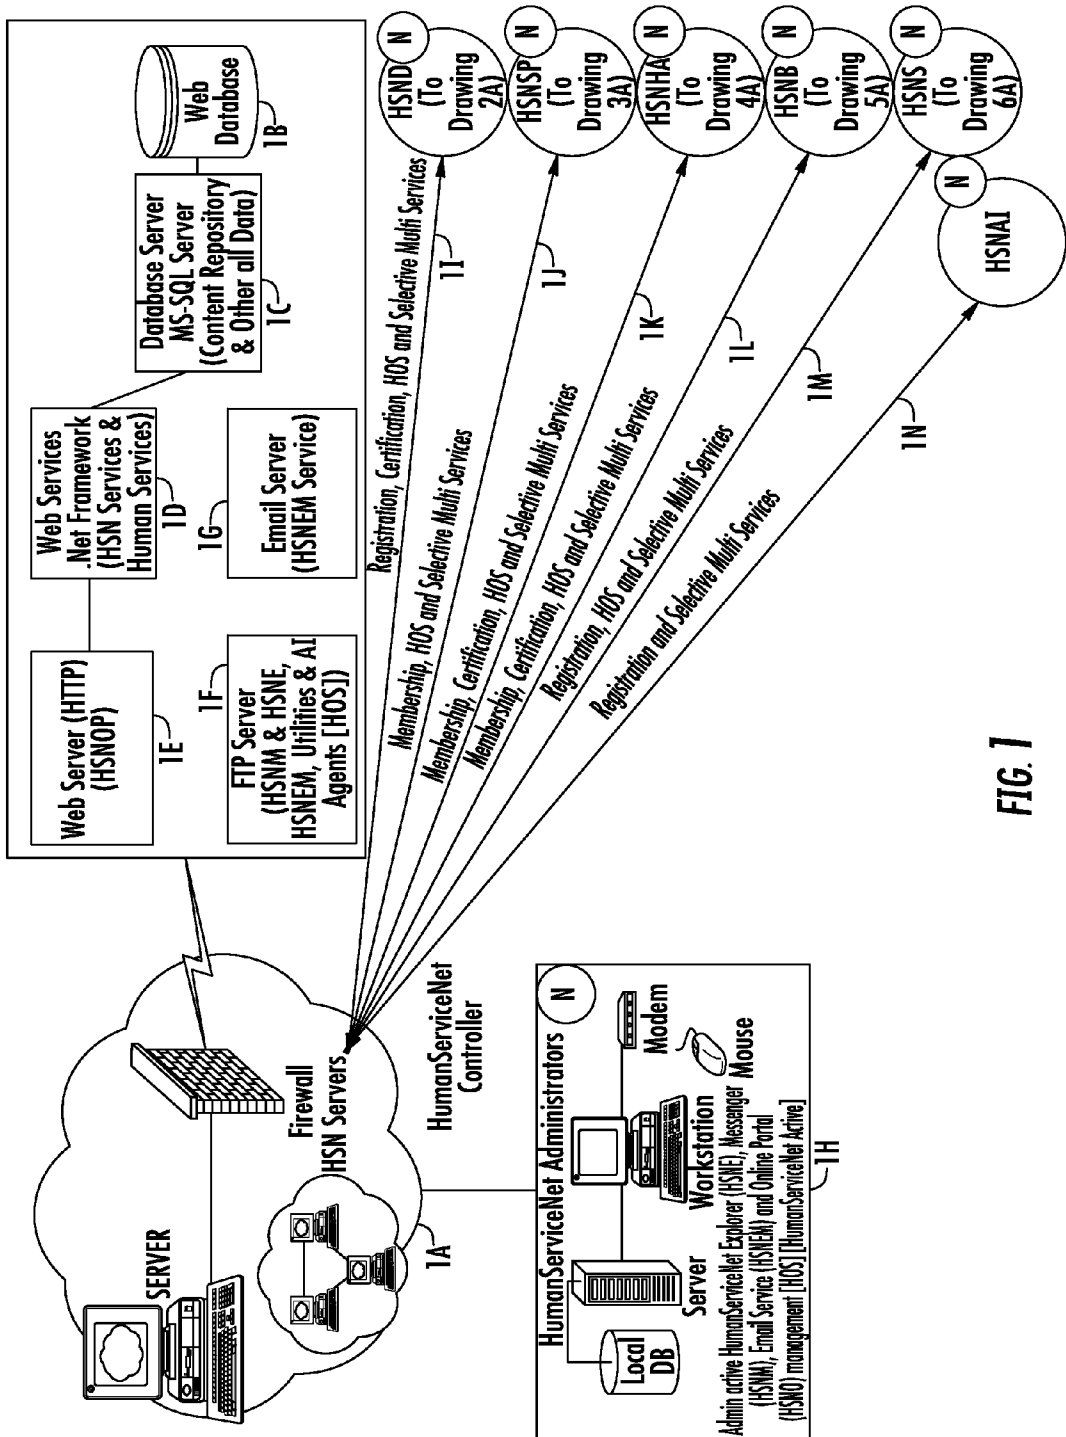 SERVER
Firewall
HSN Servers
1A
HumanServiceNet
Controller
Web Server (HTTP)
(HSNOP)
1E
Web Services
.Net Framework
(HSN Services &
Human Services)
1D
Database Server
MS-SQL Server
(Content Repository
& Other all Data)
1C
Web
Database
1B
1F
FTP Server
(HSNM & HSNE,
HSNEM, Utilities & AI
Agents [HOS])
1G
Email Server
(HSNEM Service)
HumanServiceNet Administrators
N
Local
DB
Server
Workstation
Modem
Mouse
Admin active HumanServiceNet Explorer (HSNE), Messenger
(HSNM), Email Service (HSNEM) and Online Portal
(HSNO) management [HOS] [HumanServiceNet Active]
1H
Registration, Certification, HOS and Selective Multi Services
1I
Membership, HOS and Selective Multi Services
1J
Membership, Certification, HOS and Selective Multi Services
1K
Membership, Certification, HOS and Selective Multi Services
1L
Registration, HOS and Selective Multi Services
1M
Registration and Selective Multi Services
1N
N
HSND
(To
Drawing
2A)
N
HSNSP
(To
Drawing
3A)
N
HSNHA
(To
Drawing
4A)
N
HSNB
(To
Drawing
5A)
N
HSNS
(To
Drawing
6A)
N
HSNAI
FIG. 1